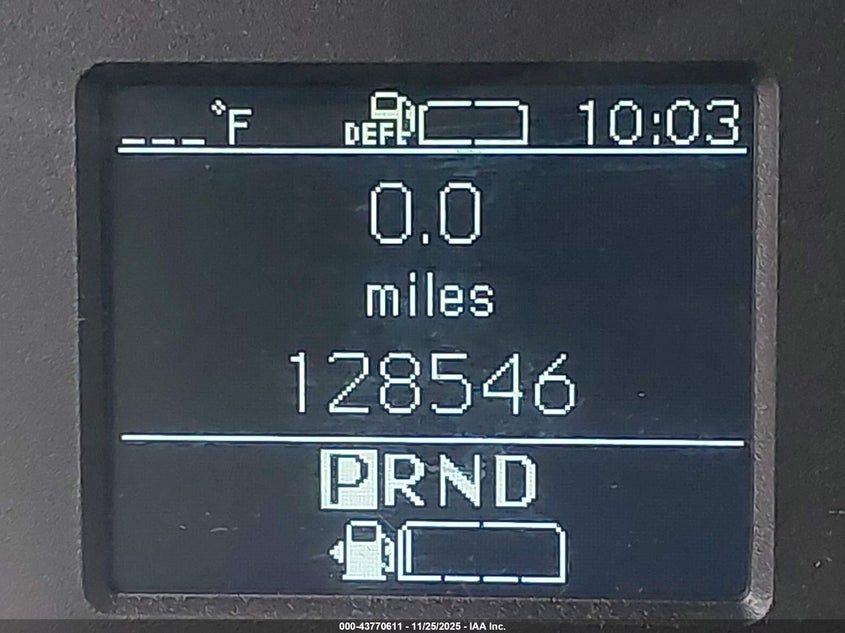 ___°F DEF 10:03
0.0
miles
128546
PRND
000-43770611 - 11/25/2025 - IAA Inc.